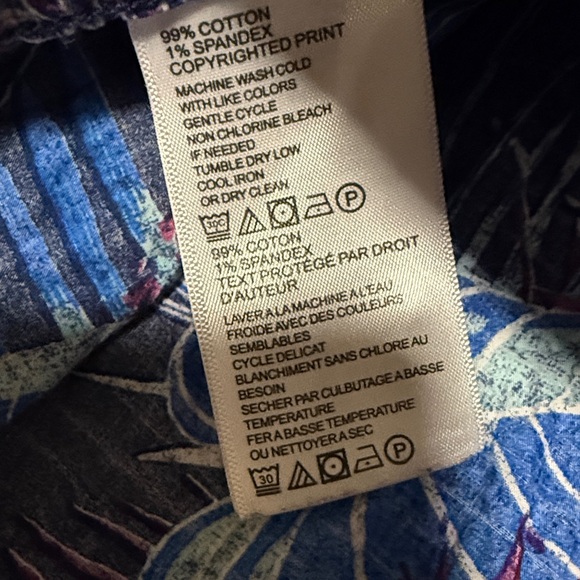 99% COTTON
1% SPANDEX
COPYRIGHTED PRINT
MACHINE WASH COLD
WITH LIKE COLORS
GENTLE CYCLE
NON CHLORINE BLEACH
IF NEEDED
TUMBLE DRY LOW
COOL IRON
OR DRY CLEAN
P
99% COTON
1% SPANDEX
TEXT PROTÉGÉ PAR DROIT
D'AUTEUR
LAVER A LA MACHINE A L'EAU
FROIDE AVEC DES COULEURS
SEMBLABLES
CYCLE DELICAT
BLANCHIMENT SANS CHLORE AU
BESOIN
SECHER PAR CULBUTAGE A BASSE
TEMPERATURE
FER A BASSE TEMPERATURE
OU NETTOYER A SEC
30 P